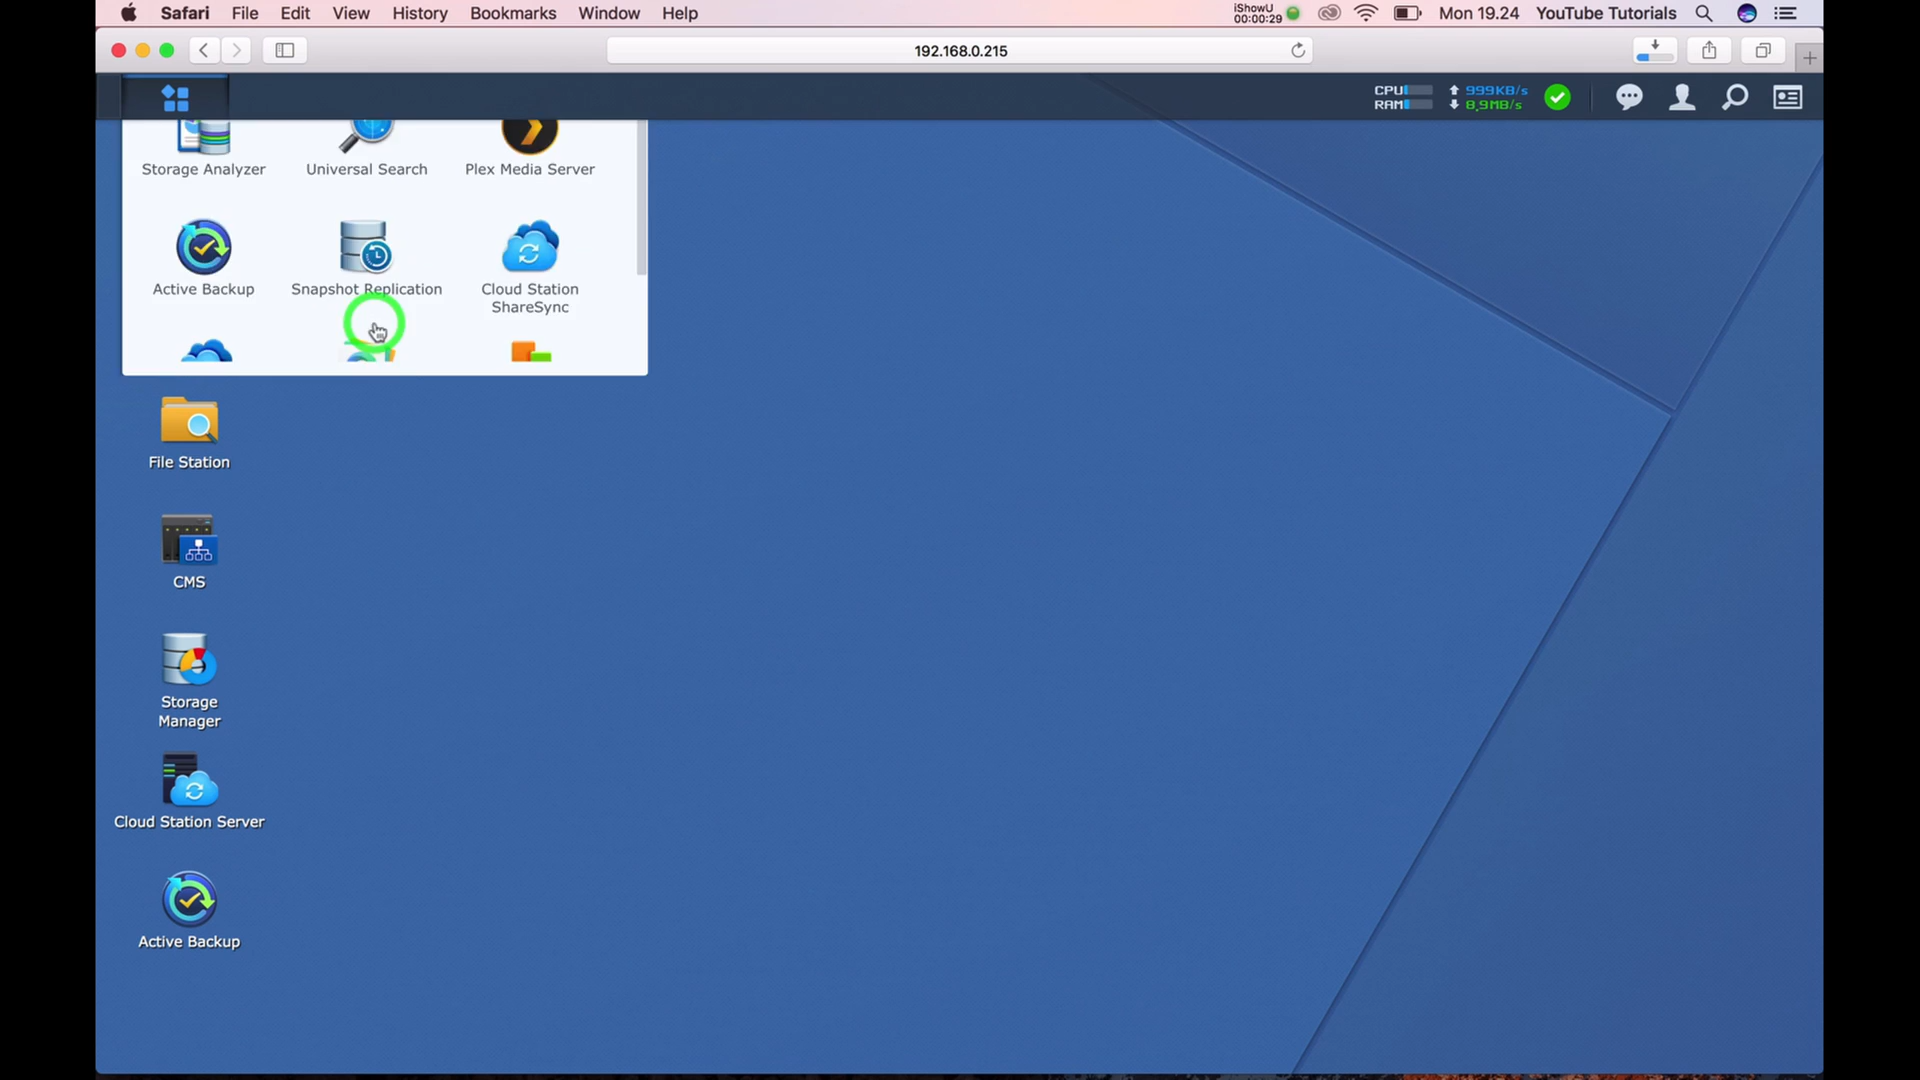 Safari File Edit View History Bookmarks Window Help
iShowU
00:00:29
Mon 19.24 YouTube Tutorials
192.168.0.215
CPU 999KB/s
RAM 8,9MB/s
Storage Analyzer Universal Search Plex Media Server
Active Backup Snapshot Replication Cloud Station
ShareSync
File Station
CMS
Storage
Manager
Cloud Station Server
Active Backup